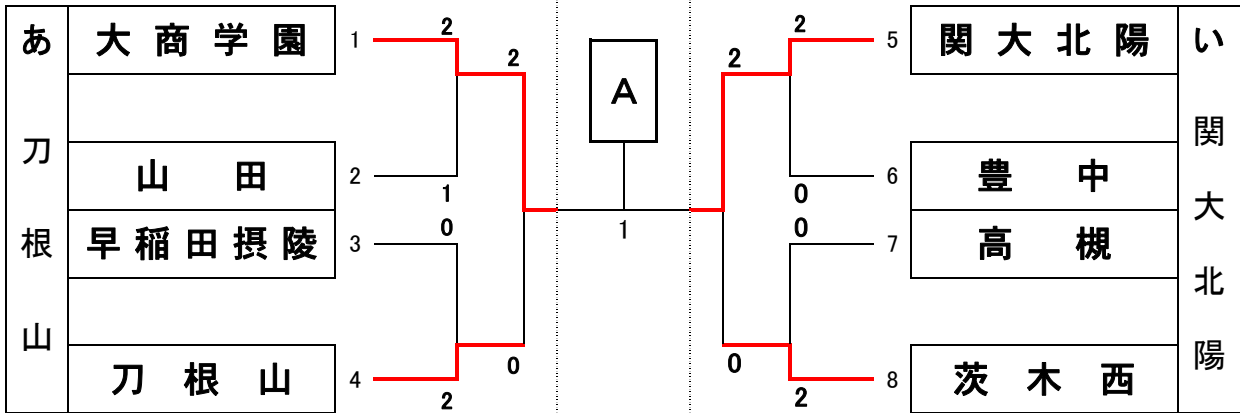 あ 刀根山
大商学園 1 2
2
山田 2 1
早稲田摂陵 3 0
0
刀根山 4 2
A
1
2 5 関大北陽
2
0 6 豊中
0 7 高槻
0
2 8 茨木西
い 関大北陽